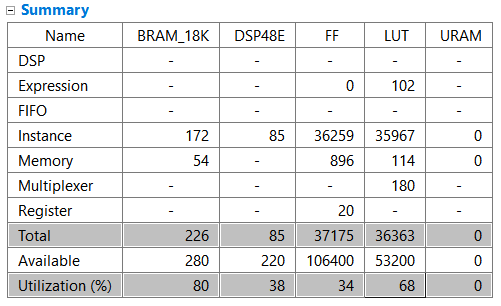 Summary
Name BRAM_18K DSP48E FF LUT URAM
DSP - - - - -
Expression - - 0 102 -
FIFO - - - - -
Instance 172 85 36259 35967 0
Memory 54 - 896 114 0
Multiplexer - - - 180 -
Register - - 20 - -
Total 226 85 37175 36363 0
Available 280 220 106400 53200 0
Utilization (%) 80 38 34 68 0